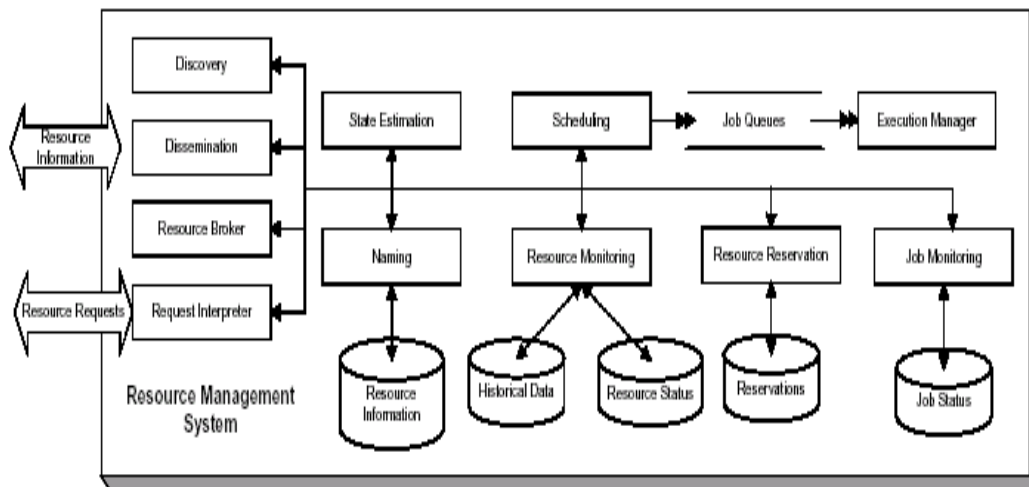 Discovery
State Estimation
Scheduling
Job Queues
Execution Manager
Resource
Information
Dissemination
Resource Broker
Naming
Resource Monitoring
Resource Reservation
Job Monitoring
Resource Requests
Request Interpreter
Resource Management
System
Resource
Information
Historical Data
Resource Status
Reservations
Job Status